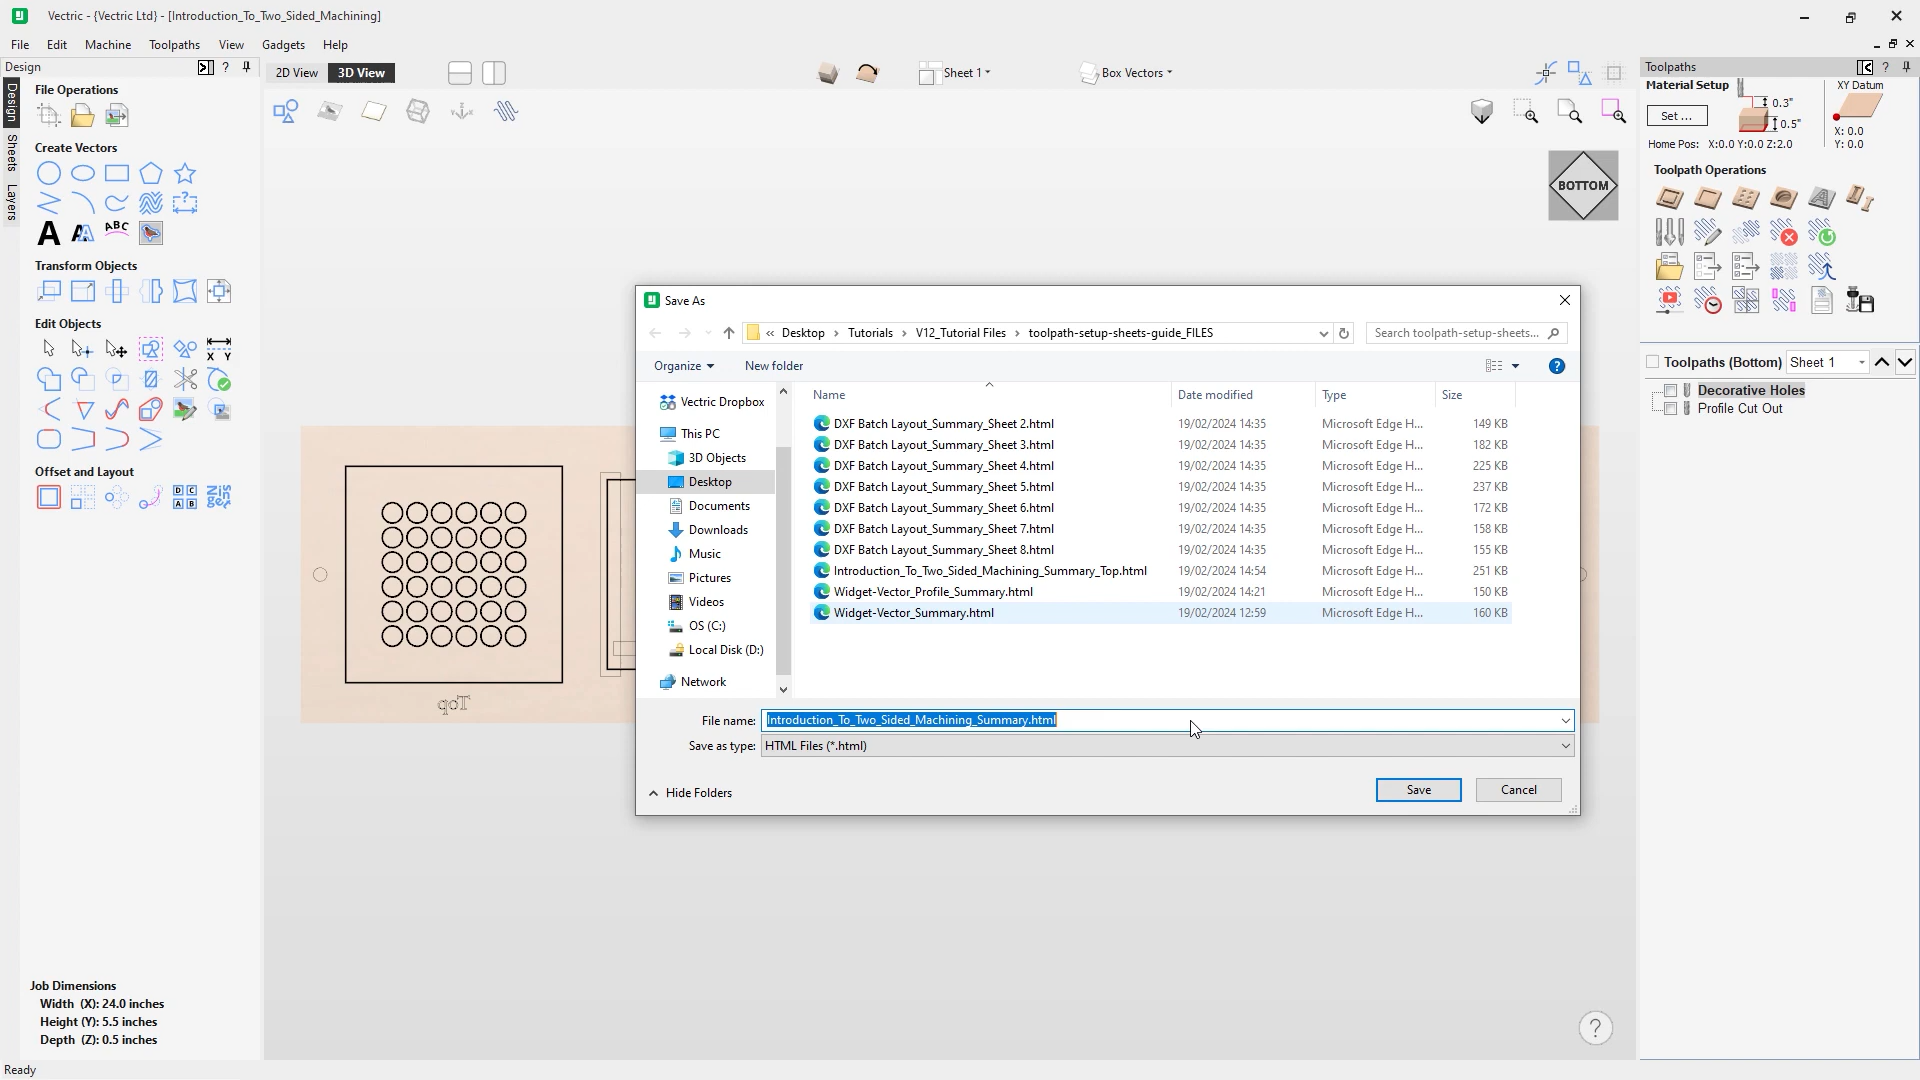 Vectric - {Vectric Ltd} - [Introduction_To_Two_Sided_Machining]
File Edit Machine Toolpaths View Gadgets Help
Design
2D View 3D View Sheet 1 Box Vectors
Toolpaths
Design
Sheets
Layers
File Operations
Create Vectors
A A ABC
Transform Objects
Edit Objects
X Y
Offset and Layout
Job Dimensions
Width (X): 24.0 inches
Height (Y): 5.5 inches
Depth (Z): 0.5 inches
Ready
BOTTOM
Top
Save As
« Desktop › Tutorials › V12_Tutorial Files › toolpath-setup-sheets-guide_FILES
Search toolpath-setup-sheets...
Organize New folder
Vectric Dropbox
This PC
3D Objects
Desktop
Documents
Downloads
Music
Pictures
Videos
OS (C:)
Local Disk (D:)
Network
Name Date modified Type Size
DXF Batch Layout_Summary_Sheet 2.html 19/02/2024 14:35 Microsoft Edge H... 149 KB
DXF Batch Layout_Summary_Sheet 3.html 19/02/2024 14:35 Microsoft Edge H... 182 KB
DXF Batch Layout_Summary_Sheet 4.html 19/02/2024 14:35 Microsoft Edge H... 225 KB
DXF Batch Layout_Summary_Sheet 5.html 19/02/2024 14:35 Microsoft Edge H... 237 KB
DXF Batch Layout_Summary_Sheet 6.html 19/02/2024 14:35 Microsoft Edge H... 172 KB
DXF Batch Layout_Summary_Sheet 7.html 19/02/2024 14:35 Microsoft Edge H... 158 KB
DXF Batch Layout_Summary_Sheet 8.html 19/02/2024 14:35 Microsoft Edge H... 155 KB
Introduction_To_Two_Sided_Machining_Summary_Top.html 19/02/2024 14:54 Microsoft Edge H... 251 KB
Widget-Vector_Profile_Summary.html 19/02/2024 14:21 Microsoft Edge H... 150 KB
Widget-Vector_Summary.html 19/02/2024 12:59 Microsoft Edge H... 160 KB
File name: Introduction_To_Two_Sided_Machining_Summary.html
Save as type: HTML Files (*.html)
Hide Folders
Save Cancel
Material Setup
Set ...
0.3"
0.5"
XY Datum
X: 0.0
Y: 0.0
Home Pos: X:0.0 Y:0.0 Z:2.0
Toolpath Operations
Toolpaths (Bottom) Sheet 1
Decorative Holes
Profile Cut Out